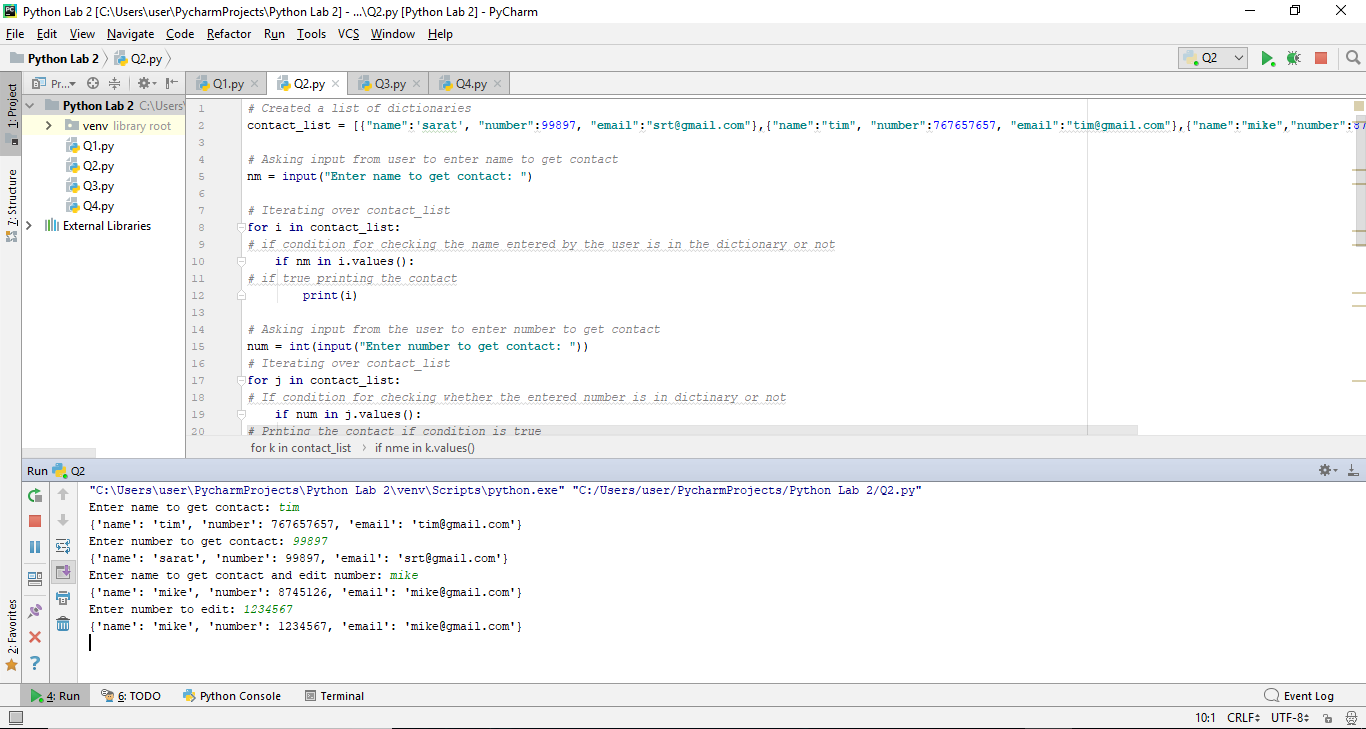 Python Lab 2 [C:\Users\user\PycharmProjects\Python Lab 2] - ...\Q2.py [Python Lab 2] - PyCharm
File Edit View Navigate Code Refactor Run Tools VCS Window Help
Python Lab 2 Q2.py Q2
1: Project
7: Structure
2: Favorites
Pr... Q1.py Q2.py Q3.py Q4.py
Python Lab 2 C:\Users\
venv library root
Q1.py
Q2.py
Q3.py
Q4.py
External Libraries
1 # Created a list of dictionaries
2 contact_list = [{"name":'sarat', "number":99897, "email":"srt@gmail.com"},{"name":"tim", "number":767657657, "email":"tim@gmail.com"},{"name":"mike","number":87
3
4 # Asking input from user to enter name to get contact
5 nm = input("Enter name to get contact: ")
6
7 # Iterating over contact_list
8 for i in contact_list:
9 # if condition for checking the name entered by the user is in the dictionary or not
10 if nm in i.values():
11 # if true printing the contact
12 print(i)
13
14 # Asking input from the user to enter number to get contact
15 num = int(input("Enter number to get contact: "))
16 # Iterating over contact_list
17 for j in contact_list:
18 # If condition for checking whether the entered number is in dictinary or not
19 if num in j.values():
20 # Prnting the contact if condition is true
for k in contact_list if nme in k.values()
Run Q2
"C:\Users\user\PycharmProjects\Python Lab 2\venv\Scripts\python.exe" "C:/Users/user/PycharmProjects/Python Lab 2/Q2.py"
Enter name to get contact: tim
{'name': 'tim', 'number': 767657657, 'email': 'tim@gmail.com'}
Enter number to get contact: 99897
{'name': 'sarat', 'number': 99897, 'email': 'srt@gmail.com'}
Enter name to get contact and edit number: mike
{'name': 'mike', 'number': 8745126, 'email': 'mike@gmail.com'}
Enter number to edit: 1234567
{'name': 'mike', 'number': 1234567, 'email': 'mike@gmail.com'}
4: Run 6: TODO Python Console Terminal Event Log
10:1 CRLF UTF-8